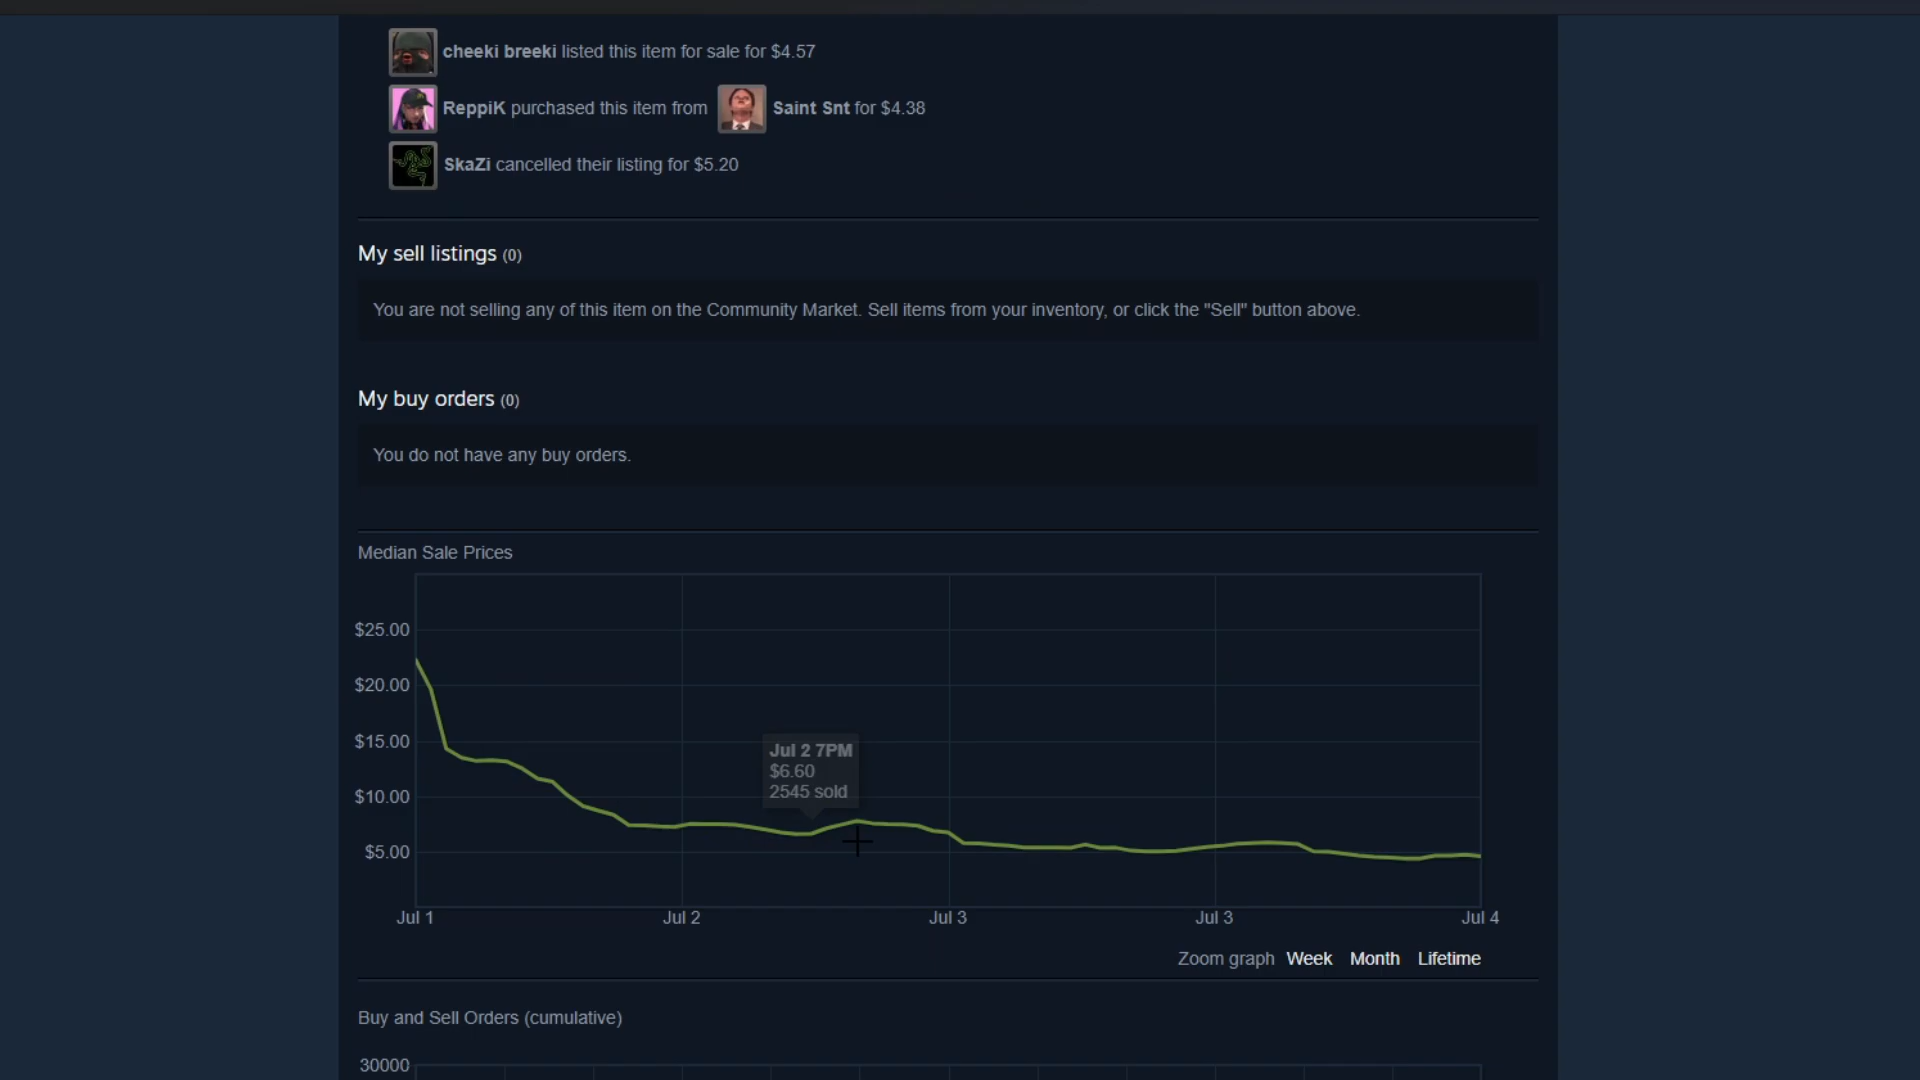 cheeki breeki listed this item for sale for $4.57
ReppiK purchased this item from Saint Snt for $4.38
SkaZi cancelled their listing for $5.20
My sell listings (0)
You are not selling any of this item on the Community Market. Sell items from your inventory, or click the "Sell" button above.
My buy orders (0)
You do not have any buy orders.
Median Sale Prices
$25.00
$20.00
$15.00
Jul 2 7PM
$6.60
2545 sold
$10.00
$5.00
Jul 1 Jul 2 Jul 3 Jul 3 Jul 4
Zoom graph Week Month Lifetime
Buy and Sell Orders (cumulative)
30000